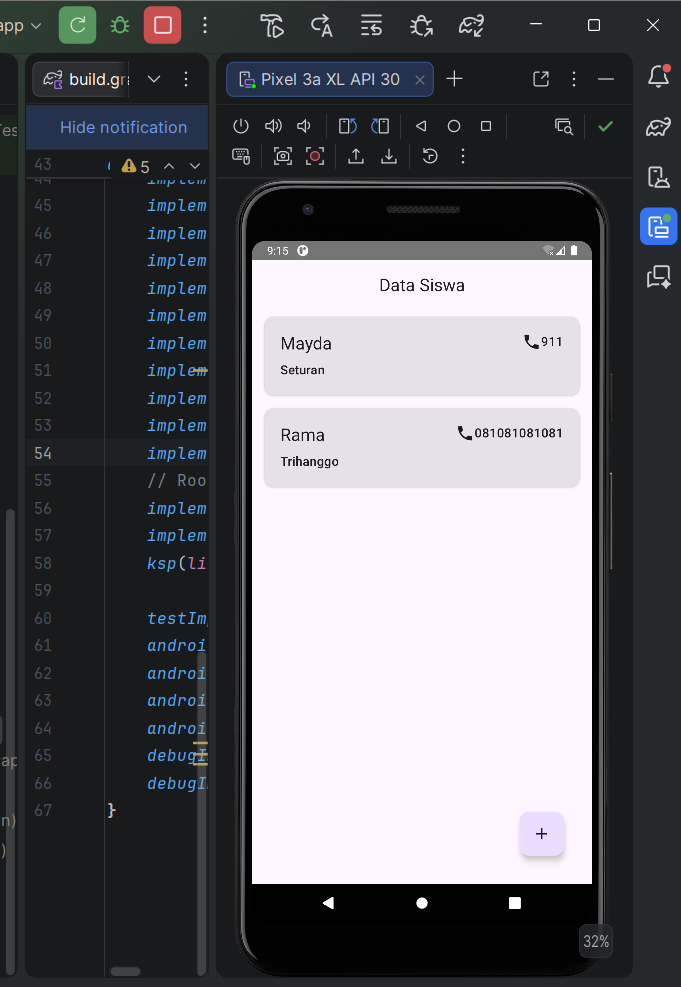 app
build.gra
Pixel 3a XL API 30
Hide notification
Tes
43
5
44 implem
45 implem
46 implem
47 implem
48 implem
49 implem
50 implem
51 implem
52 implem
53 implem
54 implem
55 // Roo
56 implem
57 implem
58 ksp(li
59
60 testIm
61 androi
62 androi
63 androi
64 androi
65 debugI
66 debugI
67 }
ap
n)
)
9:15
Data Siswa
Mayda
911
Seturan
Rama
081081081081
Trihanggo
+
32%